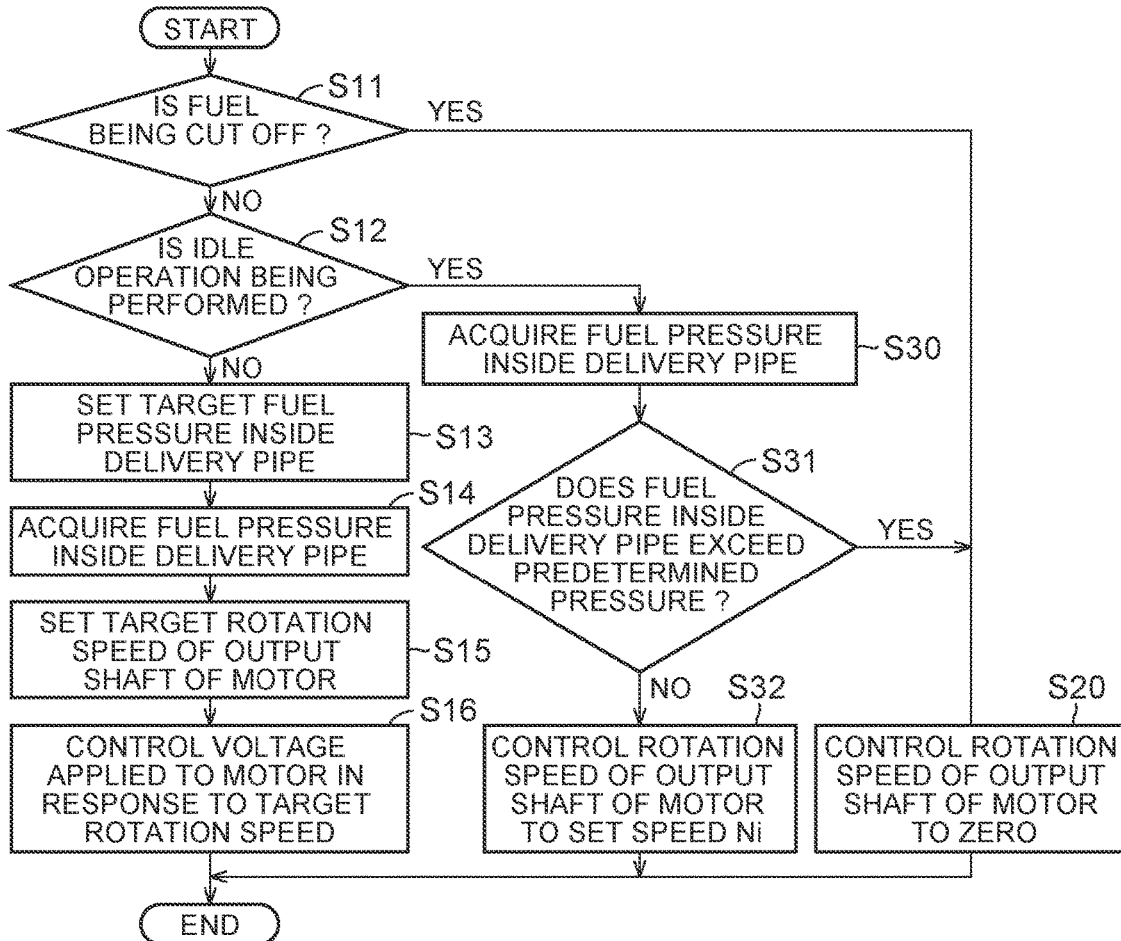 START
S11
IS FUEL
BEING CUT OFF ?
YES
NO
S12
IS IDLE
OPERATION BEING
PERFORMED ?
YES
NO
ACQUIRE FUEL PRESSURE
INSIDE DELIVERY PIPE
S30
SET TARGET FUEL
PRESSURE INSIDE
DELIVERY PIPE
S13
S31
DOES FUEL
PRESSURE INSIDE
DELIVERY PIPE EXCEED
PREDETERMINED
PRESSURE ?
YES
NO
S14
ACQUIRE FUEL PRESSURE
INSIDE DELIVERY PIPE
SET TARGET ROTATION
SPEED OF OUTPUT
SHAFT OF MOTOR
S15
S16
CONTROL VOLTAGE
APPLIED TO MOTOR IN
RESPONSE TO TARGET
ROTATION SPEED
S32
CONTROL ROTATION
SPEED OF OUTPUT
SHAFT OF MOTOR
TO SET SPEED Ni
S20
CONTROL ROTATION
SPEED OF OUTPUT
SHAFT OF MOTOR
TO ZERO
END